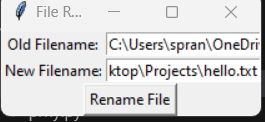 File R...
Old Filename: C:\Users\spran\OneDri
New Filename: ktop\Projects\hello.txt
Rename File